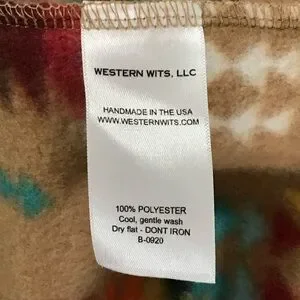 WESTERN WITS, LLC
HANDMADE IN THE USA
WWW.WESTERNWITS.COM
100% POLYESTER
Cool, gentle wash
Dry flat - DONT IRON
B-0920